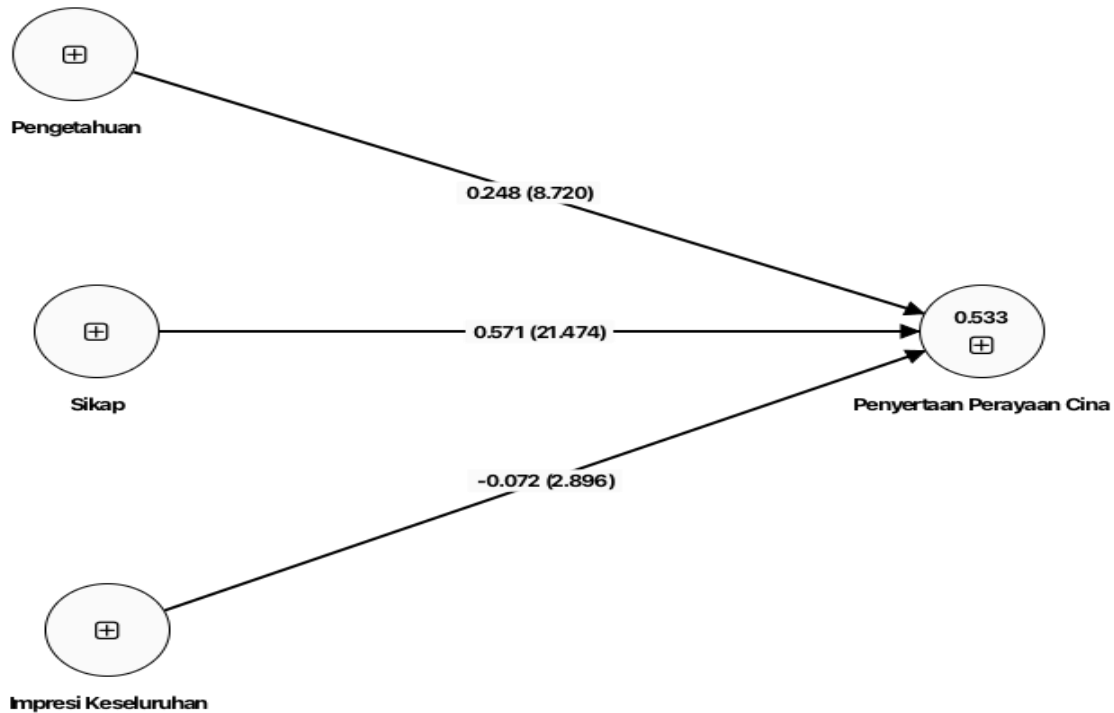 Pengetahuan
0.248 (8.720)
0.533
Sikap
0.571 (21.474)
Penyertaan Perayaan Cina
-0.072 (2.896)
Impresi Keseluruhan